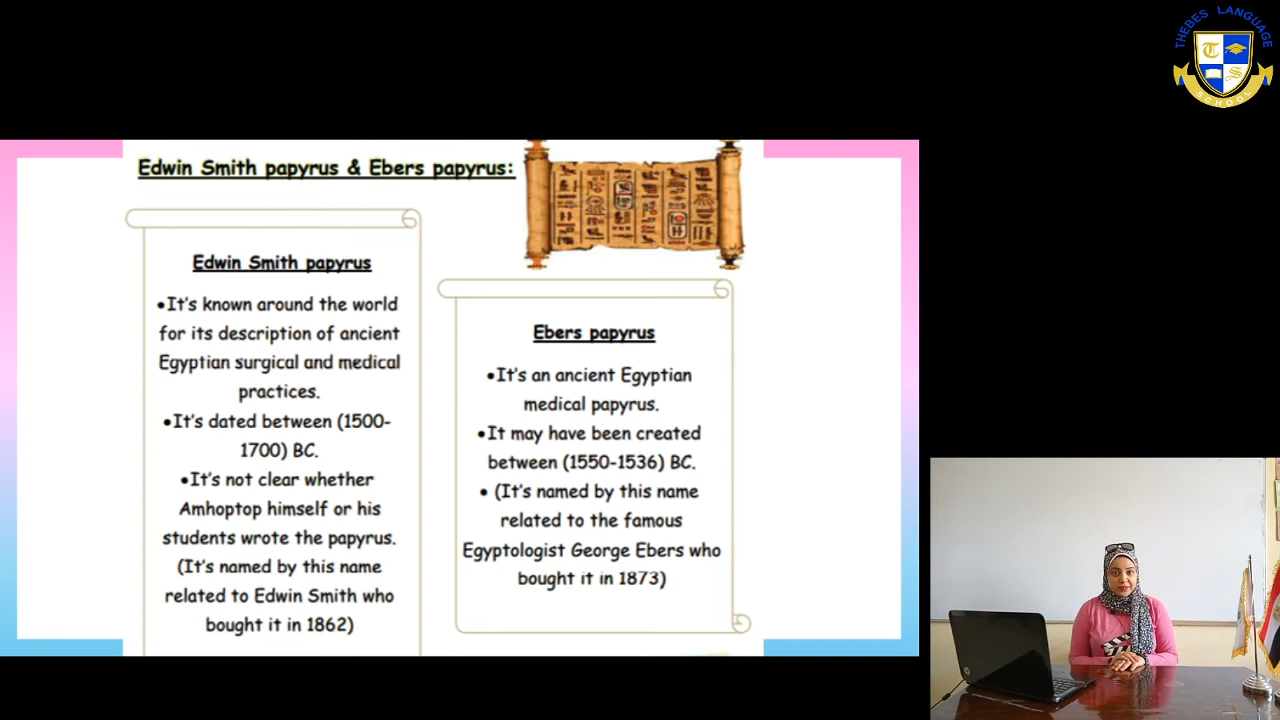 THEBES LANGUAGE
SCHOOL
T
S
Edwin Smith papyrus & Ebers papyrus:
Edwin Smith papyrus
•It's known around the world
for its description of ancient
Egyptian surgical and medical
practices.
•It's dated between (1500-
1700) BC.
•It's not clear whether
Amhoptop himself or his
students wrote the papyrus.
(It's named by this name
related to Edwin Smith who
bought it in 1862)
Ebers papyrus
•It's an ancient Egyptian
medical papyrus.
•It may have been created
between (1550-1536) BC.
• (It's named by this name
related to the famous
Egyptologist George Ebers who
bought it in 1873)